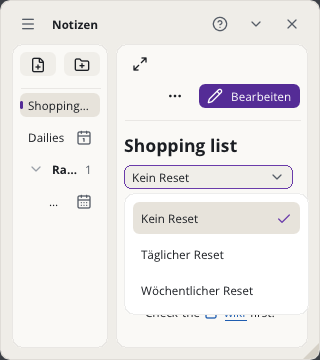 Notizen
Shopping...
Dailies
Ra... 1
...
Bearbeiten
Shopping list
Kein Reset
Kein Reset
Täglicher Reset
Wöchentlicher Reset
Check the wiki first.